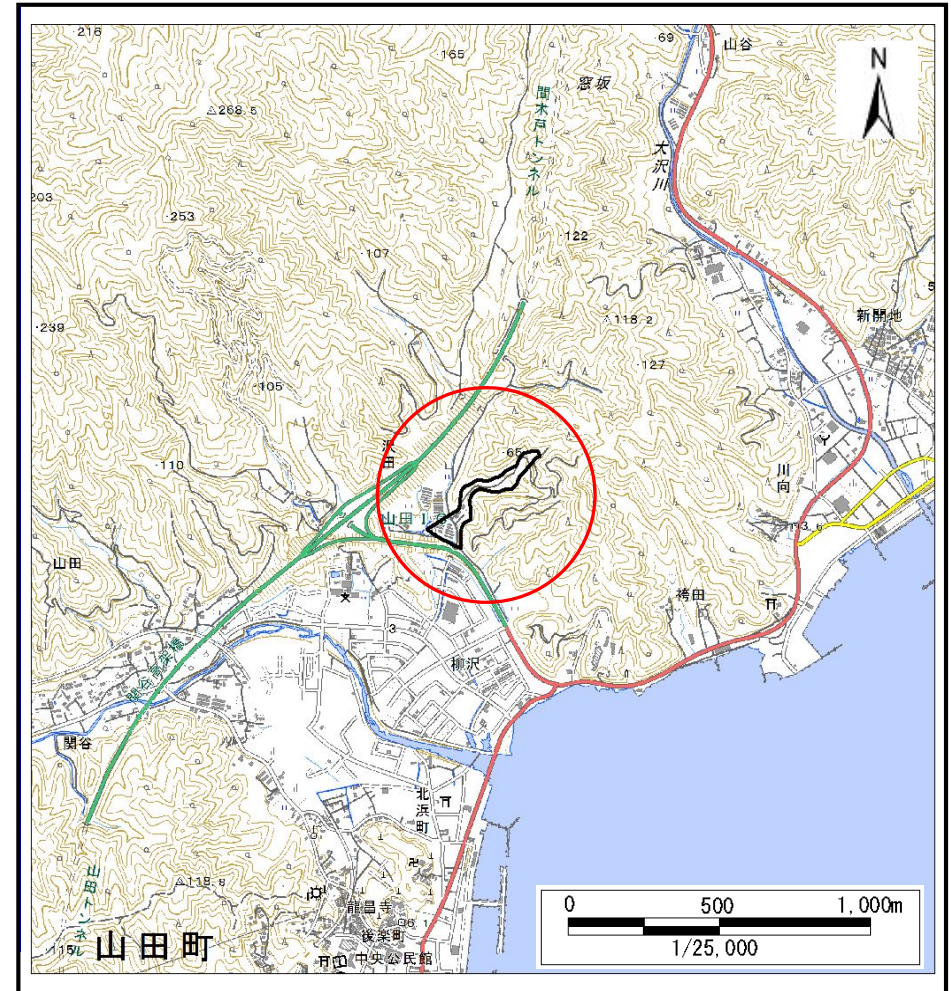 216
165
69
山谷
N
268.5
間木戸トンネル
窓坂
大沢川
203
253
122
107
239
118.2
新開地
127
105
沢田
65
110
川向
山田
3.6
袴田
3
柳沢
関谷
北浜町
118.8
龍昌寺
後楽町
中央公民館
山田トンネル
115
山田町
0
500
1,000m
1/25,000